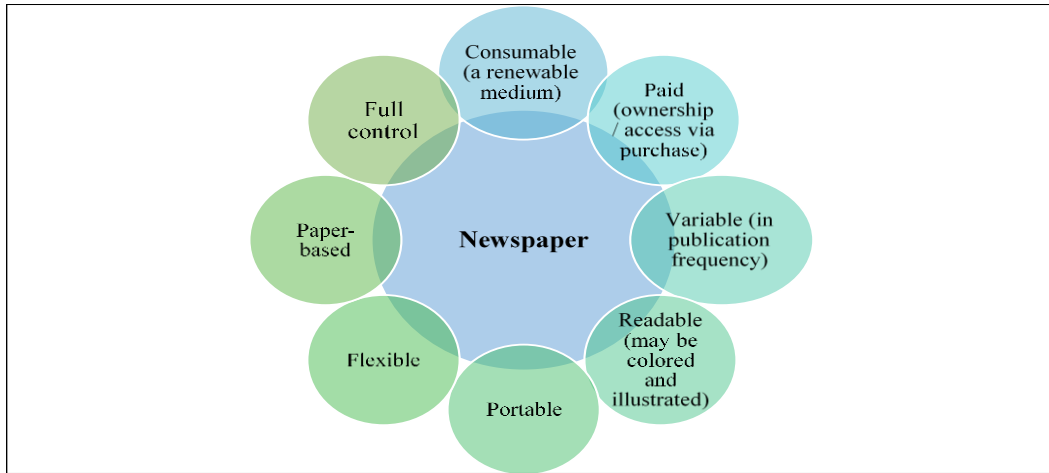 Consumable
(a renewable
medium)
Paid
(ownership
/ access via
purchase)
Variable (in
publication
frequency)
Readable
(may be
colored
and
illustrated)
Portable
Flexible
Paper-
based
Full
control
Newspaper